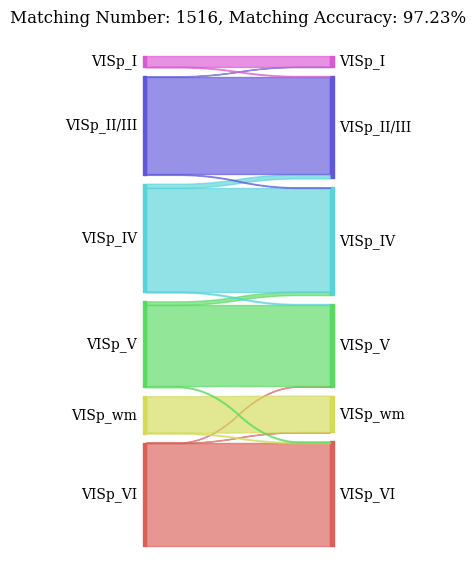 Matching Number: 1516, Matching Accuracy: 97.23%
VISp_I VISp_I
VISp_II/III VISp_II/III
VISp_IV VISp_IV
VISp_V VISp_V
VISp_wm VISp_wm
VISp_VI VISp_VI